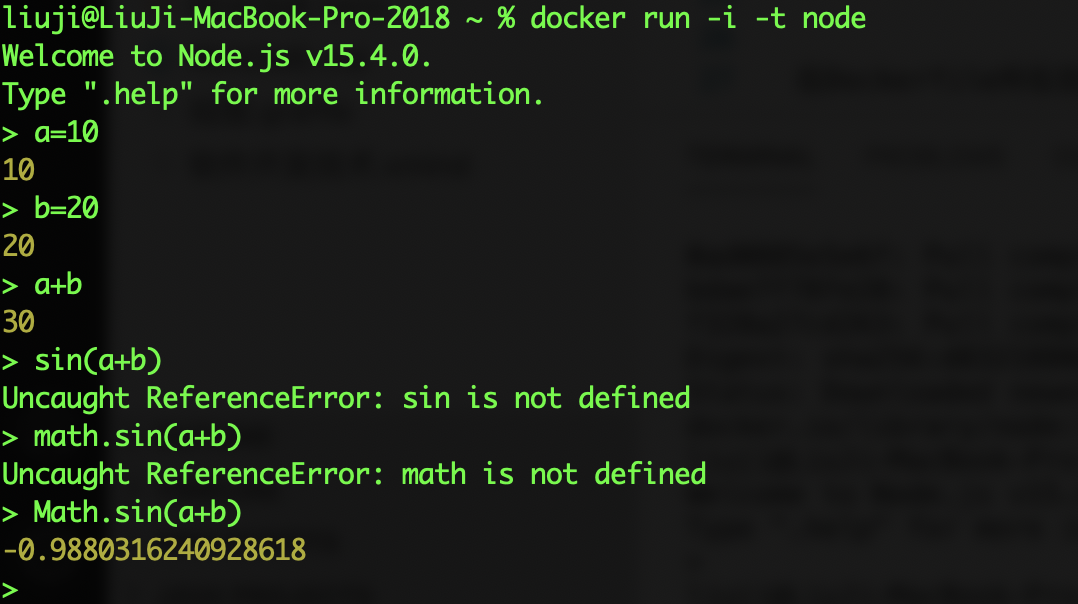 liuji@LiuJi-MacBook-Pro-2018 ~ % docker run -i -t node
Welcome to Node.js v15.4.0.
Type ".help" for more information.
> a=10
10
> b=20
20
> a+b
30
> sin(a+b)
Uncaught ReferenceError: sin is not defined
> math.sin(a+b)
Uncaught ReferenceError: math is not defined
> Math.sin(a+b)
-0.9880316240928618
>